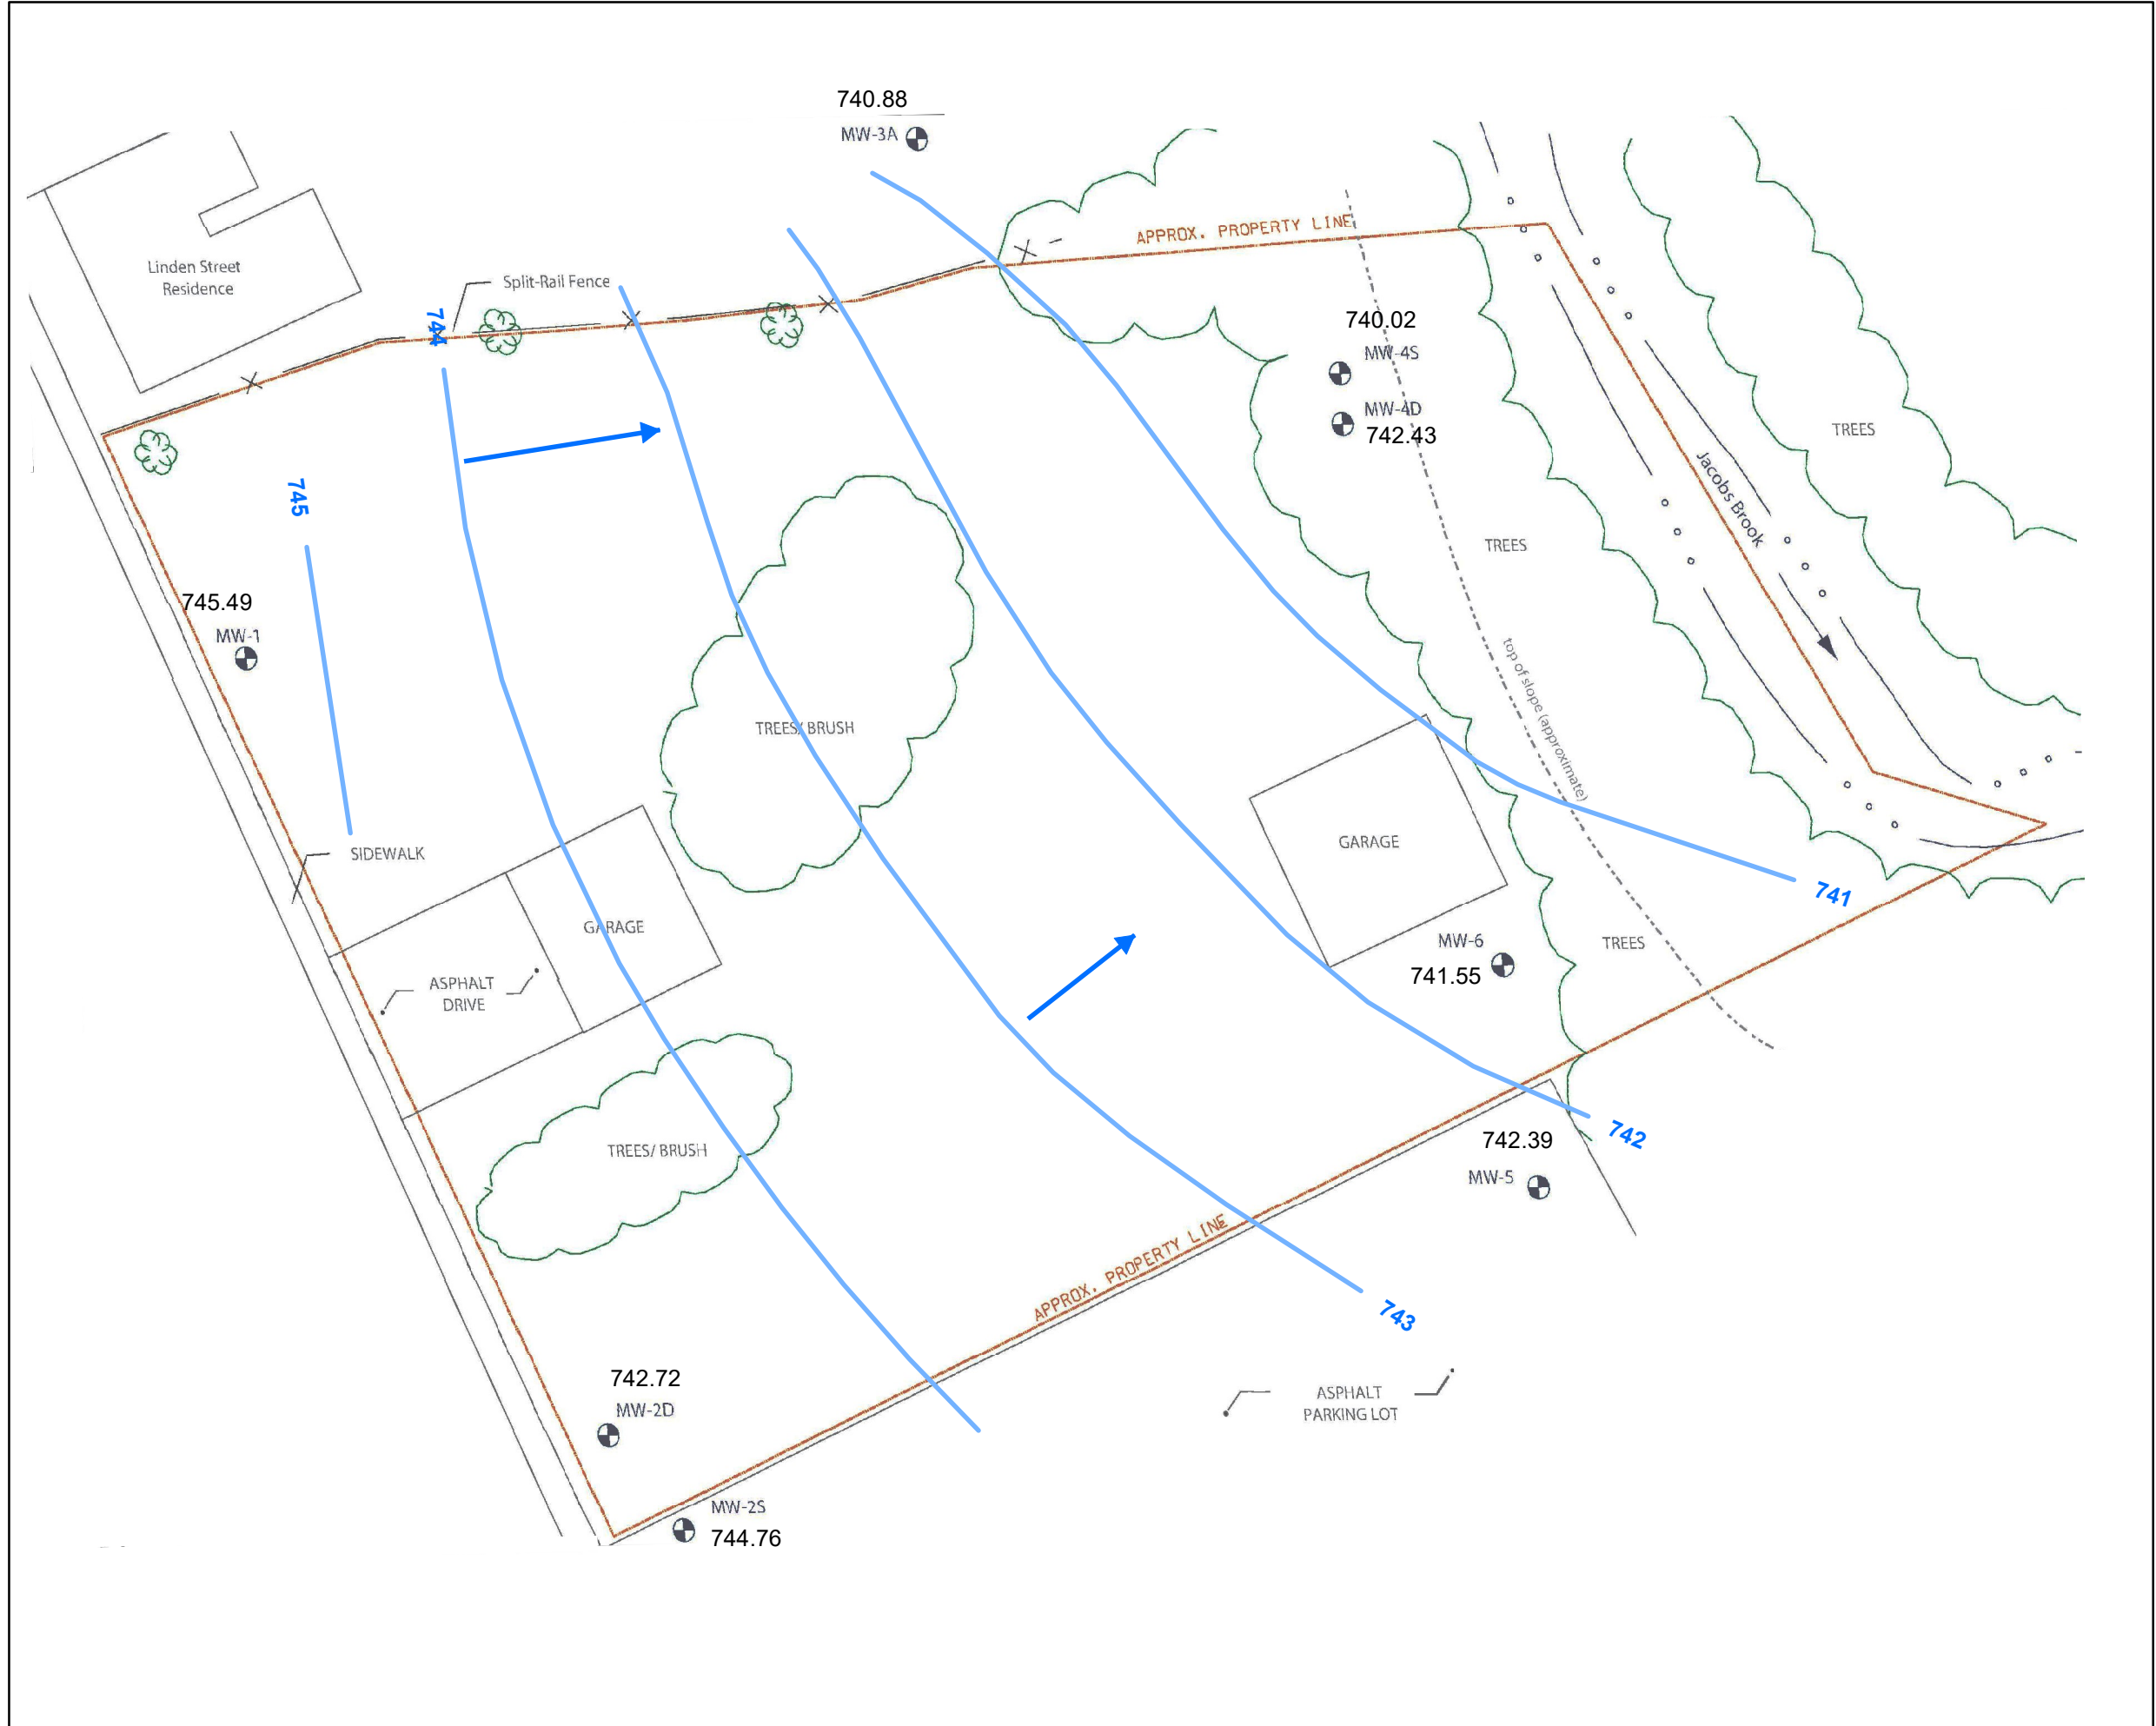 740.88
MW-3A
APPROX. PROPERTY LINE
Linden Street
Residence
Split-Rail Fence
744
740.02
MW-4S
MW-4D
742.43
TREES
Jacobs Brook
745
TREES
745.49
MW-1
top of slope (approximate)
TREES/ BRUSH
GARAGE
SIDEWALK
741
GARAGE
MW-6
741.55
TREES
ASPHALT
DRIVE
TREES/ BRUSH
742.39
742
MW-5
APPROX. PROPERTY LINE
743
742.72
MW-2D
ASPHALT
PARKING LOT
MW-2S
744.76